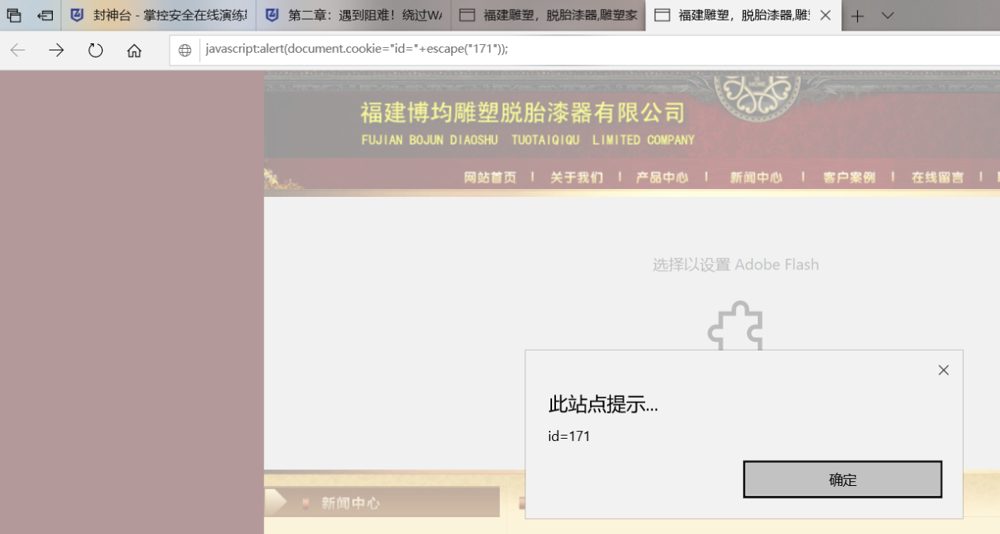 封神台 - 掌控安全在线演练
第二章：遇到阻难！绕过WA
福建雕塑，脱胎漆器,雕塑家
福建雕塑，脱胎漆器,雕
javascript:alert(document.cookie="id="+escape("171"));
福建博均雕塑脱胎漆器有限公司
FUJIAN BOJUN DIAOSHU TUOTAIQIQU LIMITED COMPANY
网站首页 | 关于我们 | 产品中心 | 新闻中心 | 客户案例 | 在线留言 |
选择以设置 Adobe Flash
此站点提示...
id=171
确定
新闻中心